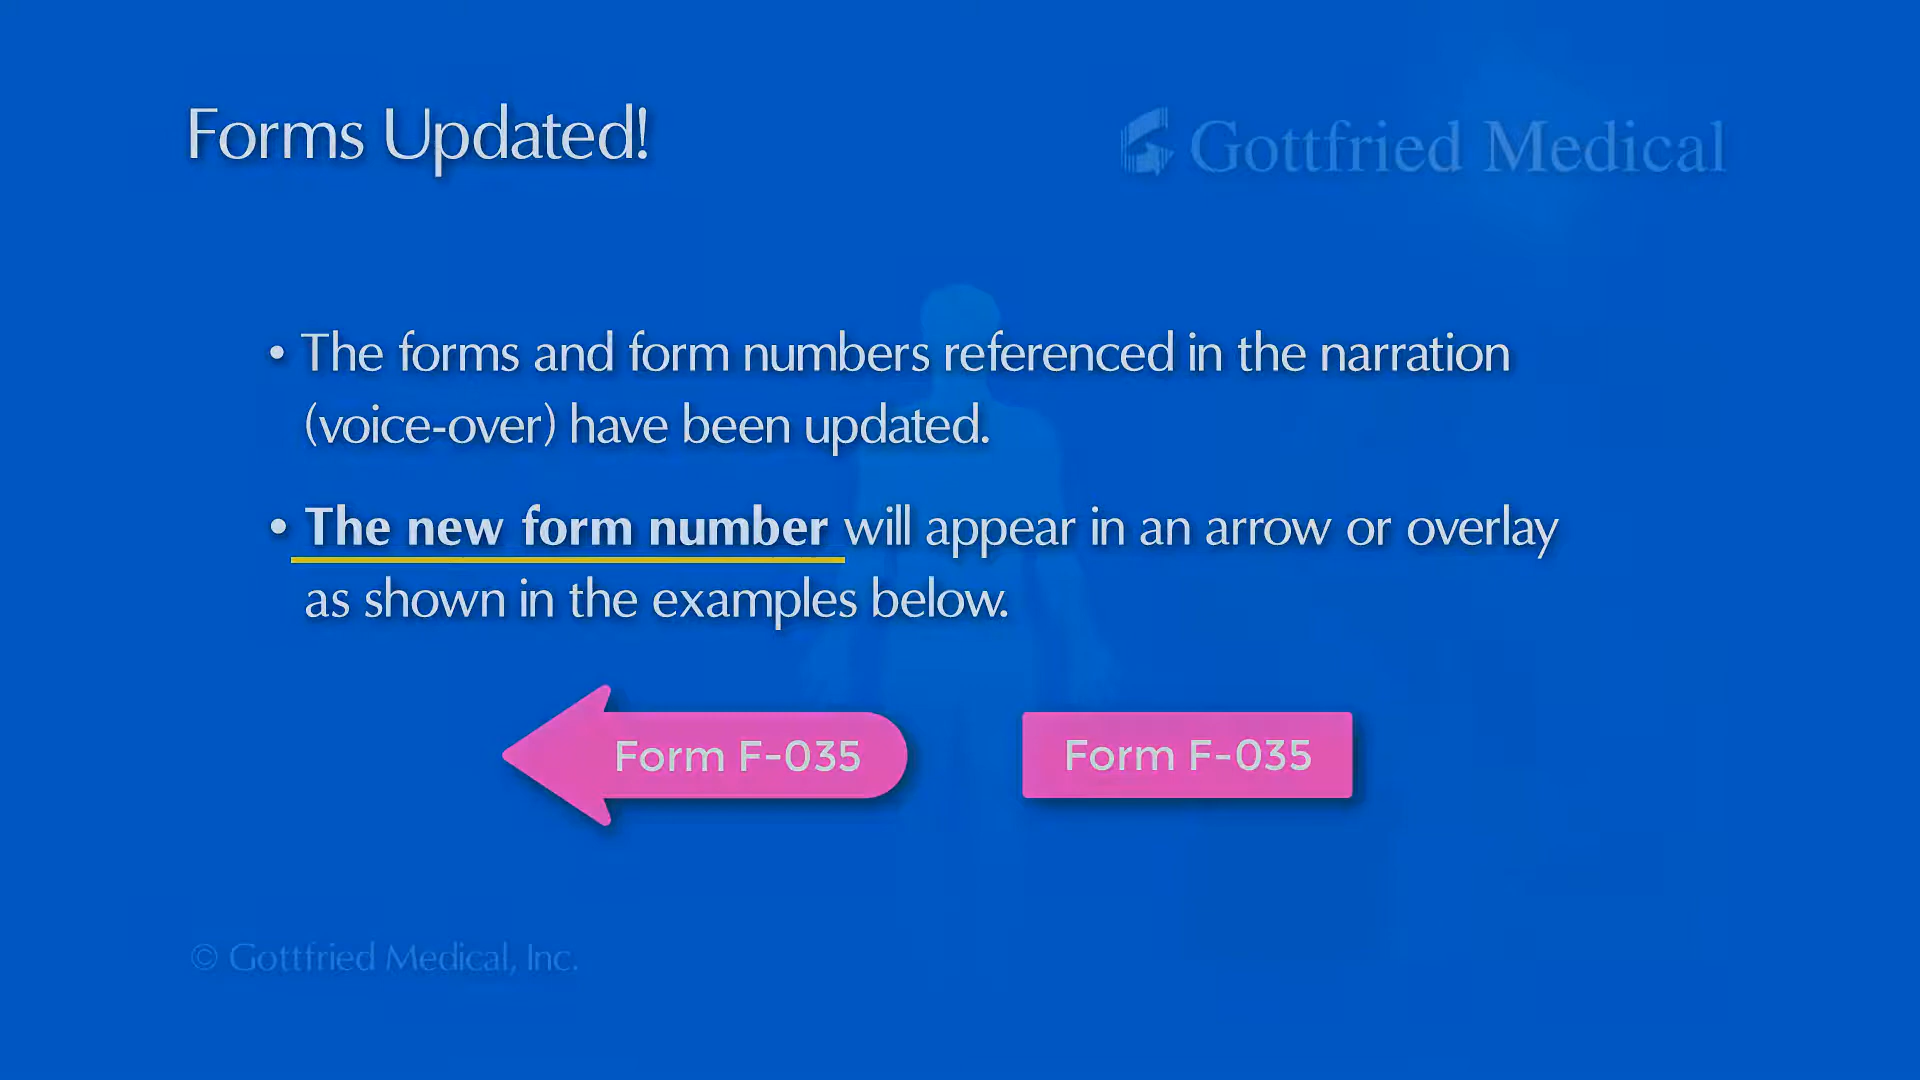 Forms Updated!
Gottfried Medical
• The forms and form numbers referenced in the narration
(voice-over) have been updated.
• The new form number will appear in an arrow or overlay
as shown in the examples below.
Form F-035
Form F-035
© Gottfried Medical, Inc.